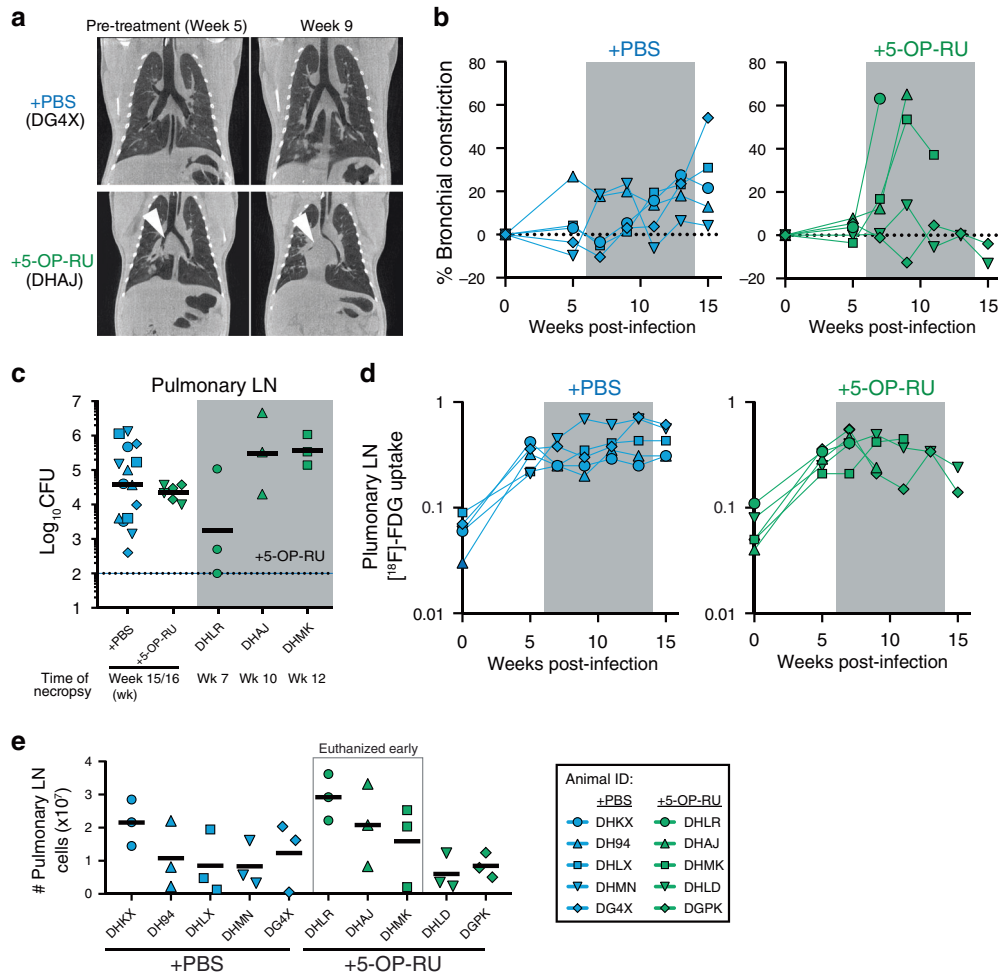 a
Pre-treatment (Week 5)
Week 9
+PBS
(DG4X)
+5-OP-RU
(DHAJ)
b
+PBS
+5-OP-RU
% Bronchial constriction
80
60
40
20
0
−20
0 5 10 15
Weeks post-infection
80
60
40
20
0
−20
0 5 10 15
Weeks post-infection
c
Pulmonary LN
Log10CFU
7
6
5
4
3
2
1
+5-OP-RU
+PBS
+5-OP-RU
DHLR
DHAJ
DHMK
Time of
necropsy
Week 15/16
(wk)
Wk 7
Wk 10
Wk 12
d
+PBS
+5-OP-RU
Plumonary LN
[18F]-FDG uptake
1
0.1
0.01
0 5 10 15
Weeks post-infection
1
0.1
0.01
0 5 10 15
Weeks post-infection
e
Euthanized early
# Pulmonary LN
cells (x10⁷)
4
3
2
1
0
DHKX
DH94
DHLX
DHMN
DG4X
DHLR
DHAJ
DHMK
DHLD
DGPK
+PBS
+5-OP-RU
Animal ID:
+PBS +5-OP-RU
DHKX DHLR
DH94 DHAJ
DHLX DHMK
DHMN DHLD
DG4X DGPK